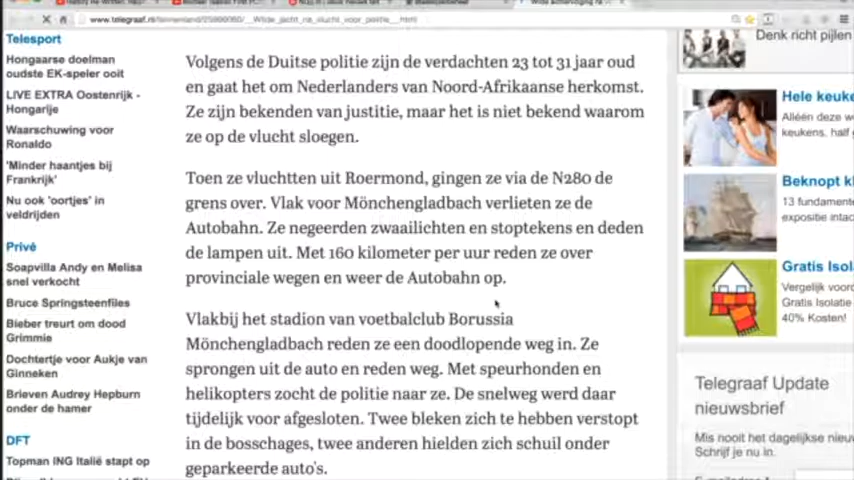 www.telegraaf.nl
Telesport
Hongaarse doelman
oudste EK-speler ooit
LIVE EXTRA Oostenrijk -
Hongarije
Waarschuwing voor
Ronaldo
'Minder haantjes bij
Frankrijk'
Nu ook 'oortjes' in
veldrijden
Privé
Soapvilla Andy en Melisa
snel verkocht
Bruce Springsteenfiles
Bieber treurt om dood
Grimmie
Dochtertje voor Aukje van
Ginneken
Brieven Audrey Hepburn
onder de hamer
DFT
Topman ING Italië stapt op
Volgens de Duitse politie zijn de verdachten 23 tot 31 jaar oud
en gaat het om Nederlanders van Noord-Afrikaanse herkomst.
Ze zijn bekenden van justitie, maar het is niet bekend waarom
ze op de vlucht sloegen.
Toen ze vluchtten uit Roermond, gingen ze via de N280 de
grens over. Vlak voor Mönchengladbach verlieten ze de
Autobahn. Ze negeerden zwaailichten en stoptekens en deden
de lampen uit. Met 160 kilometer per uur reden ze over
provinciale wegen en weer de Autobahn op.
Vlakbij het stadion van voetbalclub Borussia
Mönchengladbach reden ze een doodlopende weg in. Ze
sprongen uit de auto en reden weg. Met speurhonden en
helikopters zocht de politie naar ze. De snelweg werd daar
tijdelijk voor afgesloten. Twee bleken zich te hebben verstopt
in de bosschages, twee anderen hielden zich schuil onder
geparkeerde auto's.
Denk richt pijlen
Hele keuke
Alléén deze w
keukens, half
Beknopt k
13 fundamente
expositie intac
Gratis Isol
Vergelijk voor
Gratis Isolatie
40% Kosten!
Telegraaf Update
nieuwsbrief
Mis nooit het dagelijkse nieuw
Schrijf je nu in.